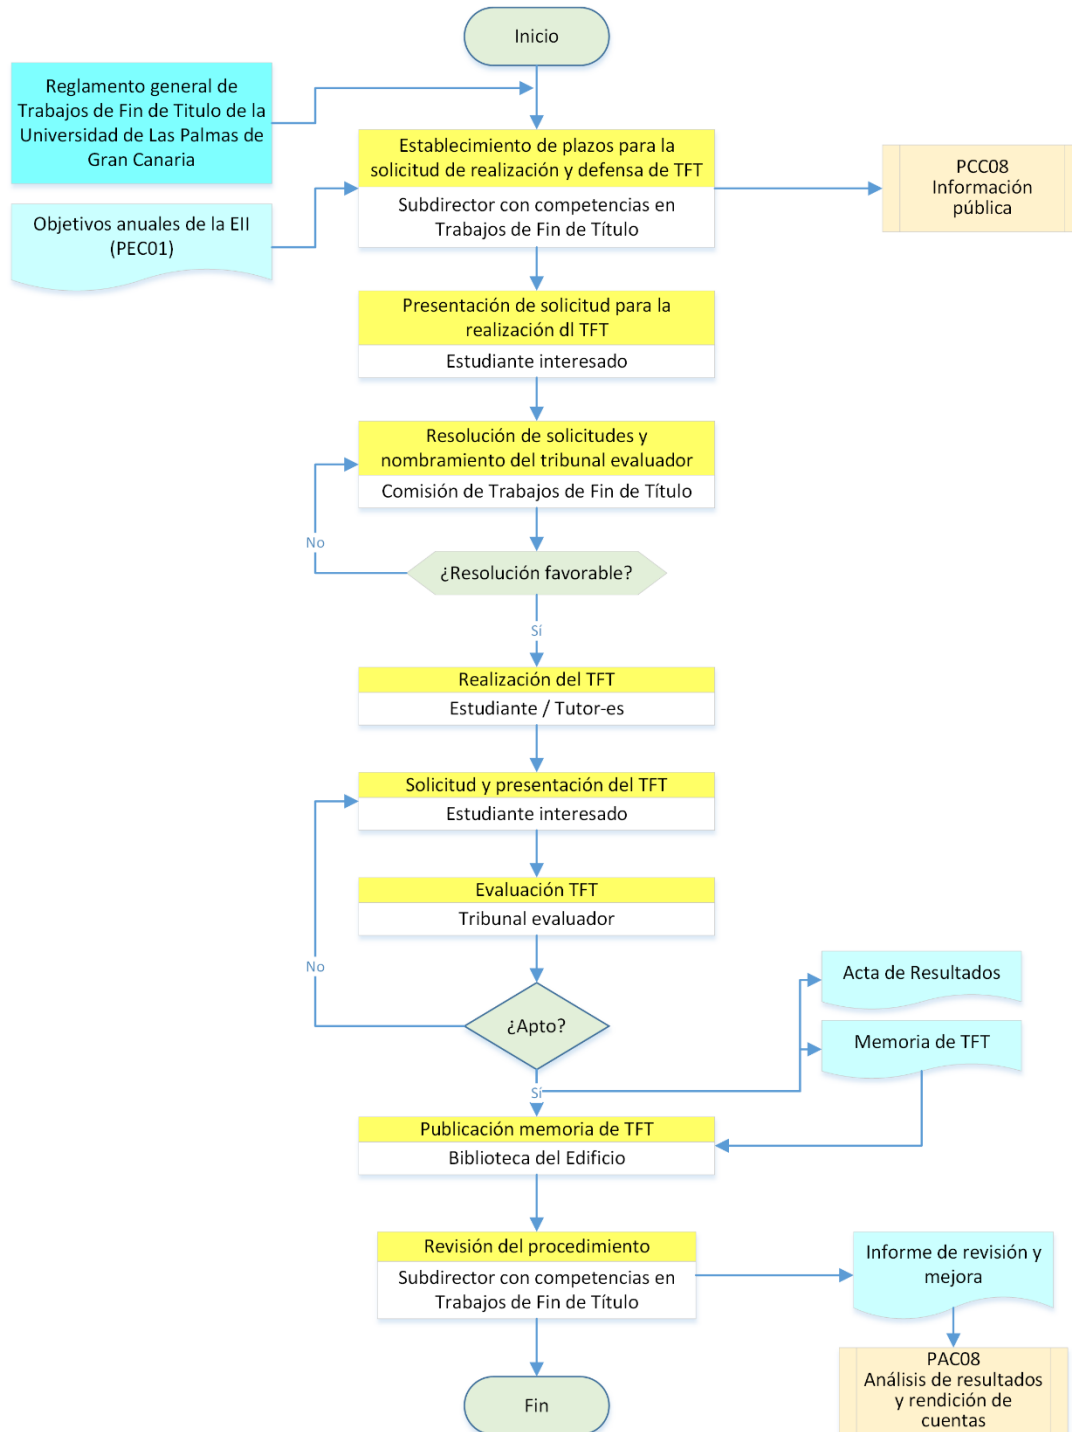 Inicio
Reglamento general de
Trabajos de Fin de Titulo de la
Universidad de Las Palmas de
Gran Canaria
Establecimiento de plazos para la
solicitud de realización y defensa de TFT
Subdirector con competencias en
Trabajos de Fin de Título
PCC08
Información
pública
Objetivos anuales de la EII
(PEC01)
Presentación de solicitud para la
realización dl TFT
Estudiante interesado
Resolución de solicitudes y
nombramiento del tribunal evaluador
Comisión de Trabajos de Fin de Título
No
¿Resolución favorable?
Sí
Realización del TFT
Estudiante / Tutor-es
Solicitud y presentación del TFT
Estudiante interesado
Evaluación TFT
Tribunal evaluador
No
¿Apto?
Acta de Resultados
Memoria de TFT
Sí
Publicación memoria de TFT
Biblioteca del Edificio
Revisión del procedimiento
Subdirector con competencias en
Trabajos de Fin de Título
Informe de revisión y
mejora
PAC08
Análisis de resultados
y rendición de
cuentas
Fin